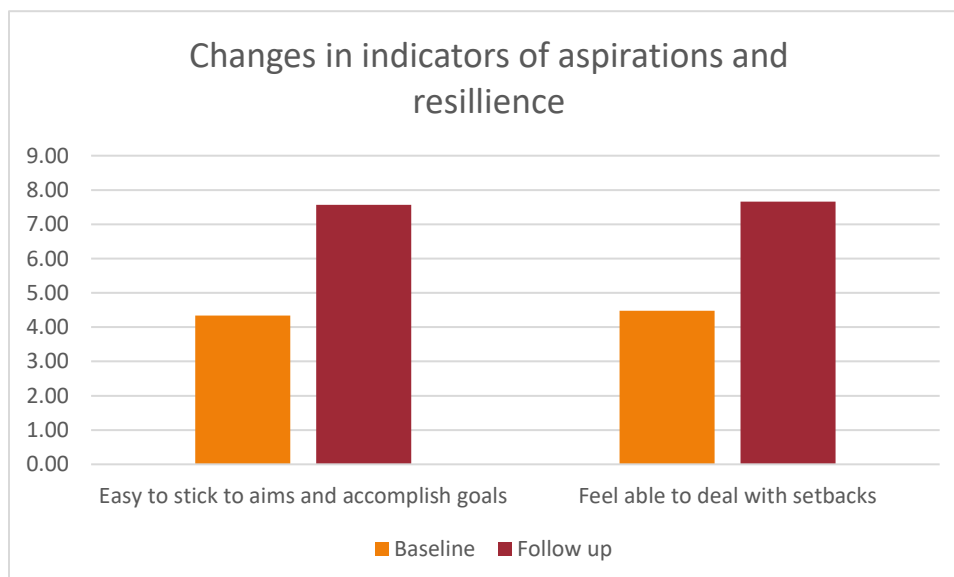 Changes in indicators of aspirations and
resillience
9.00
8.00
7.00
6.00
5.00
4.00
3.00
2.00
1.00
0.00
Easy to stick to aims and accomplish goals Feel able to deal with setbacks
Baseline Follow up